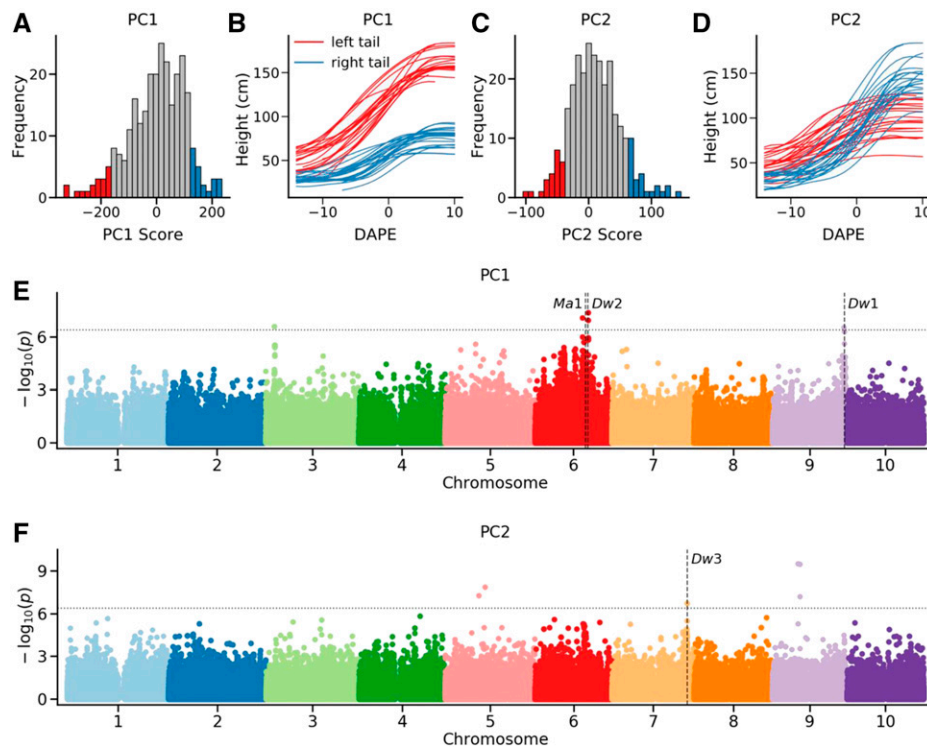 A
PC1
Frequency
20
10
0
−200
0
200
PC1 Score
B
PC1
left tail
right tail
Height (cm)
150
100
50
−10
0
10
DAPE
C
PC2
Frequency
20
10
0
−100
0
100
PC2 Score
D
PC2
Height (cm)
150
100
50
−10
0
10
DAPE
E
PC1
Ma1
Dw2
Dw1
−log10(p)
6
3
0
1 2 3 4 5 6 7 8 9 10
Chromosome
F
PC2
Dw3
−log10(p)
9
6
3
0
1 2 3 4 5 6 7 8 9 10
Chromosome